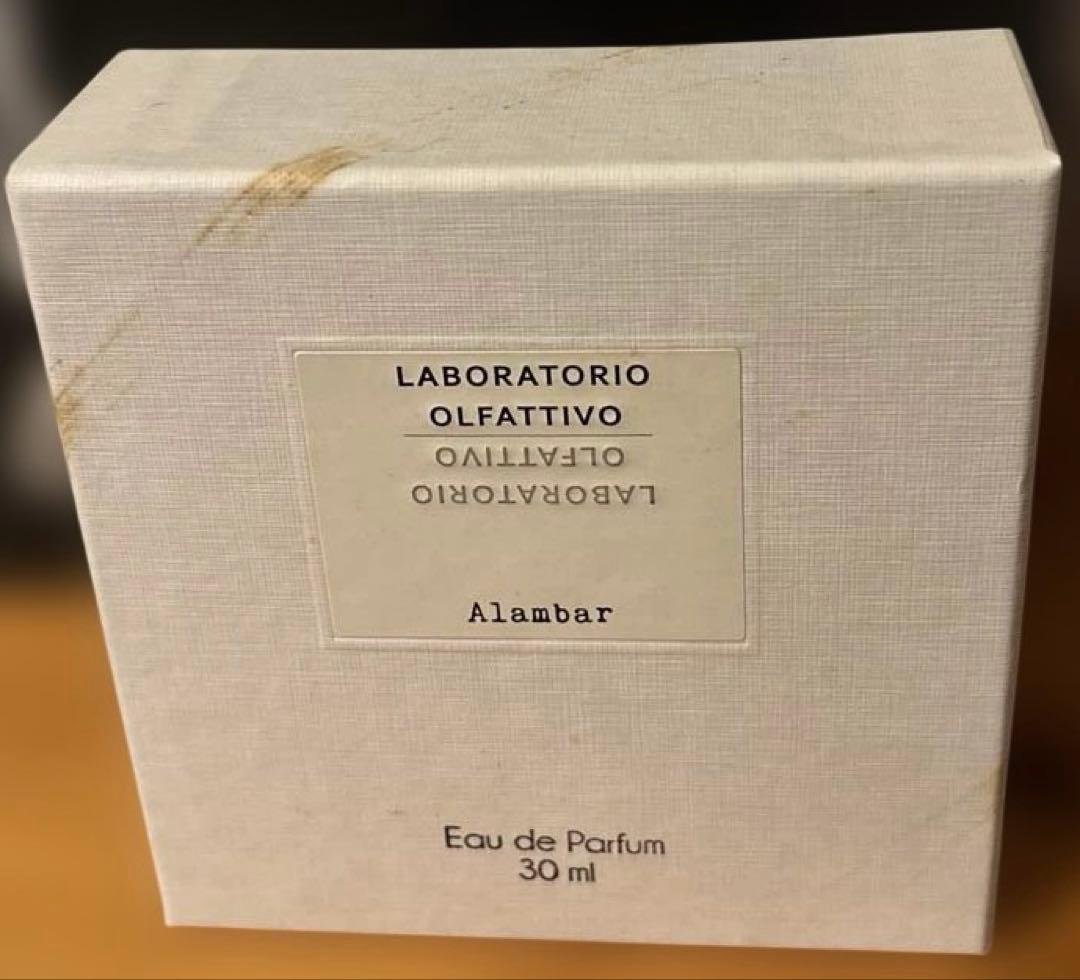 LABORATORIO
OLFATTIVO
OLFATTIVO
LABORATORIO
Alambar
Eau de Parfum
30 ml